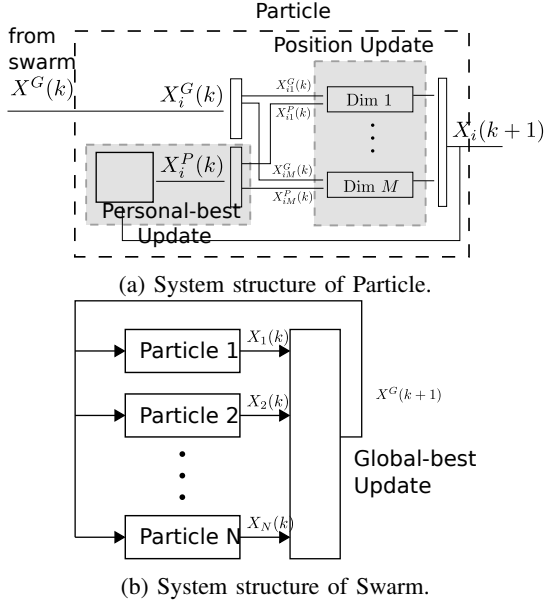 Particle
from
swarm
Position Update
X^G(k)
X_i^G(k)
X_{i1}^G(k)
X_{i1}^P(k)
Dim 1
X_i(k+1)
X_i^P(k)
X_{iM}^G(k)
X_{iM}^P(k)
Dim M
Personal-best
Update
(a) System structure of Particle.
Particle 1
X_1(k)
X^G(k+1)
Particle 2
X_2(k)
Global-best
Update
Particle N
X_N(k)
(b) System structure of Swarm.